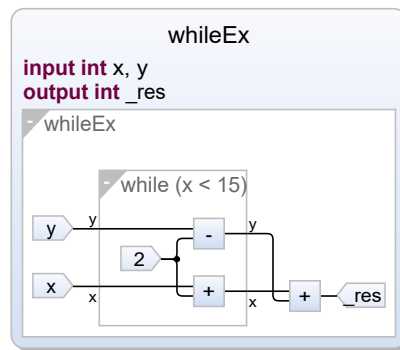 whileEx
input int x, y
output int _res
- whileEx
- while (x < 15)
y y - y
2
x x + x + _res